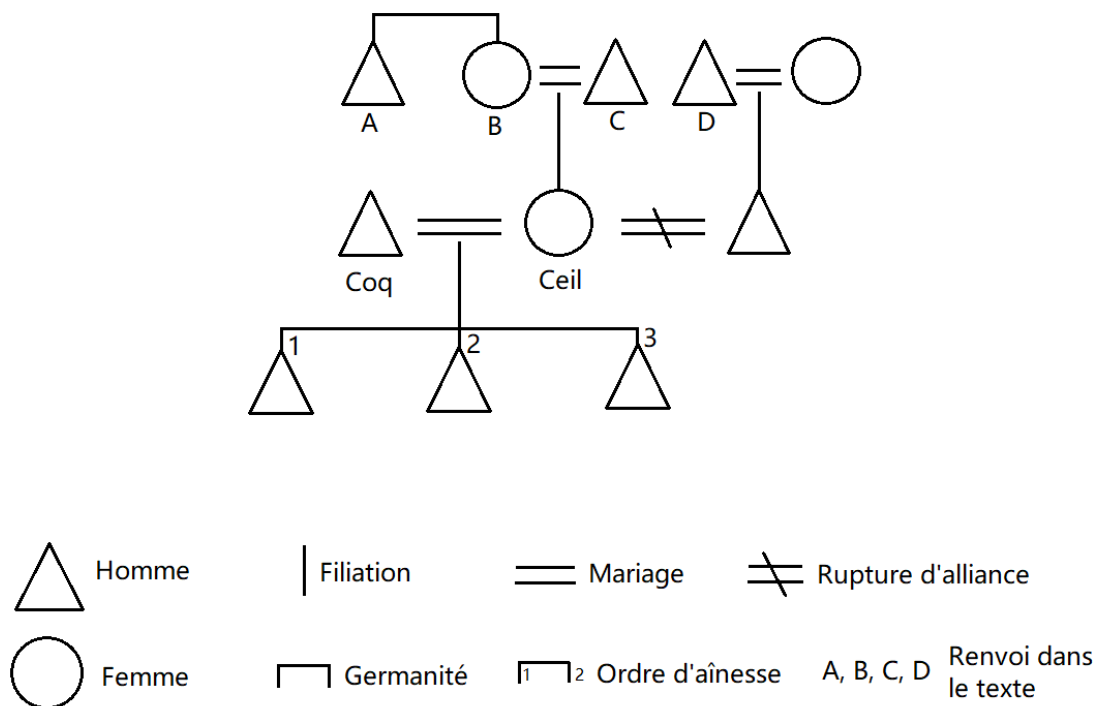 A
B
C
D
Coq
Ceil
1
2
3
Homme
Filiation
Mariage
Rupture d'alliance
Femme
Germanité
1 2 Ordre d'aînesse
A, B, C, D
Renvoi dans
le texte